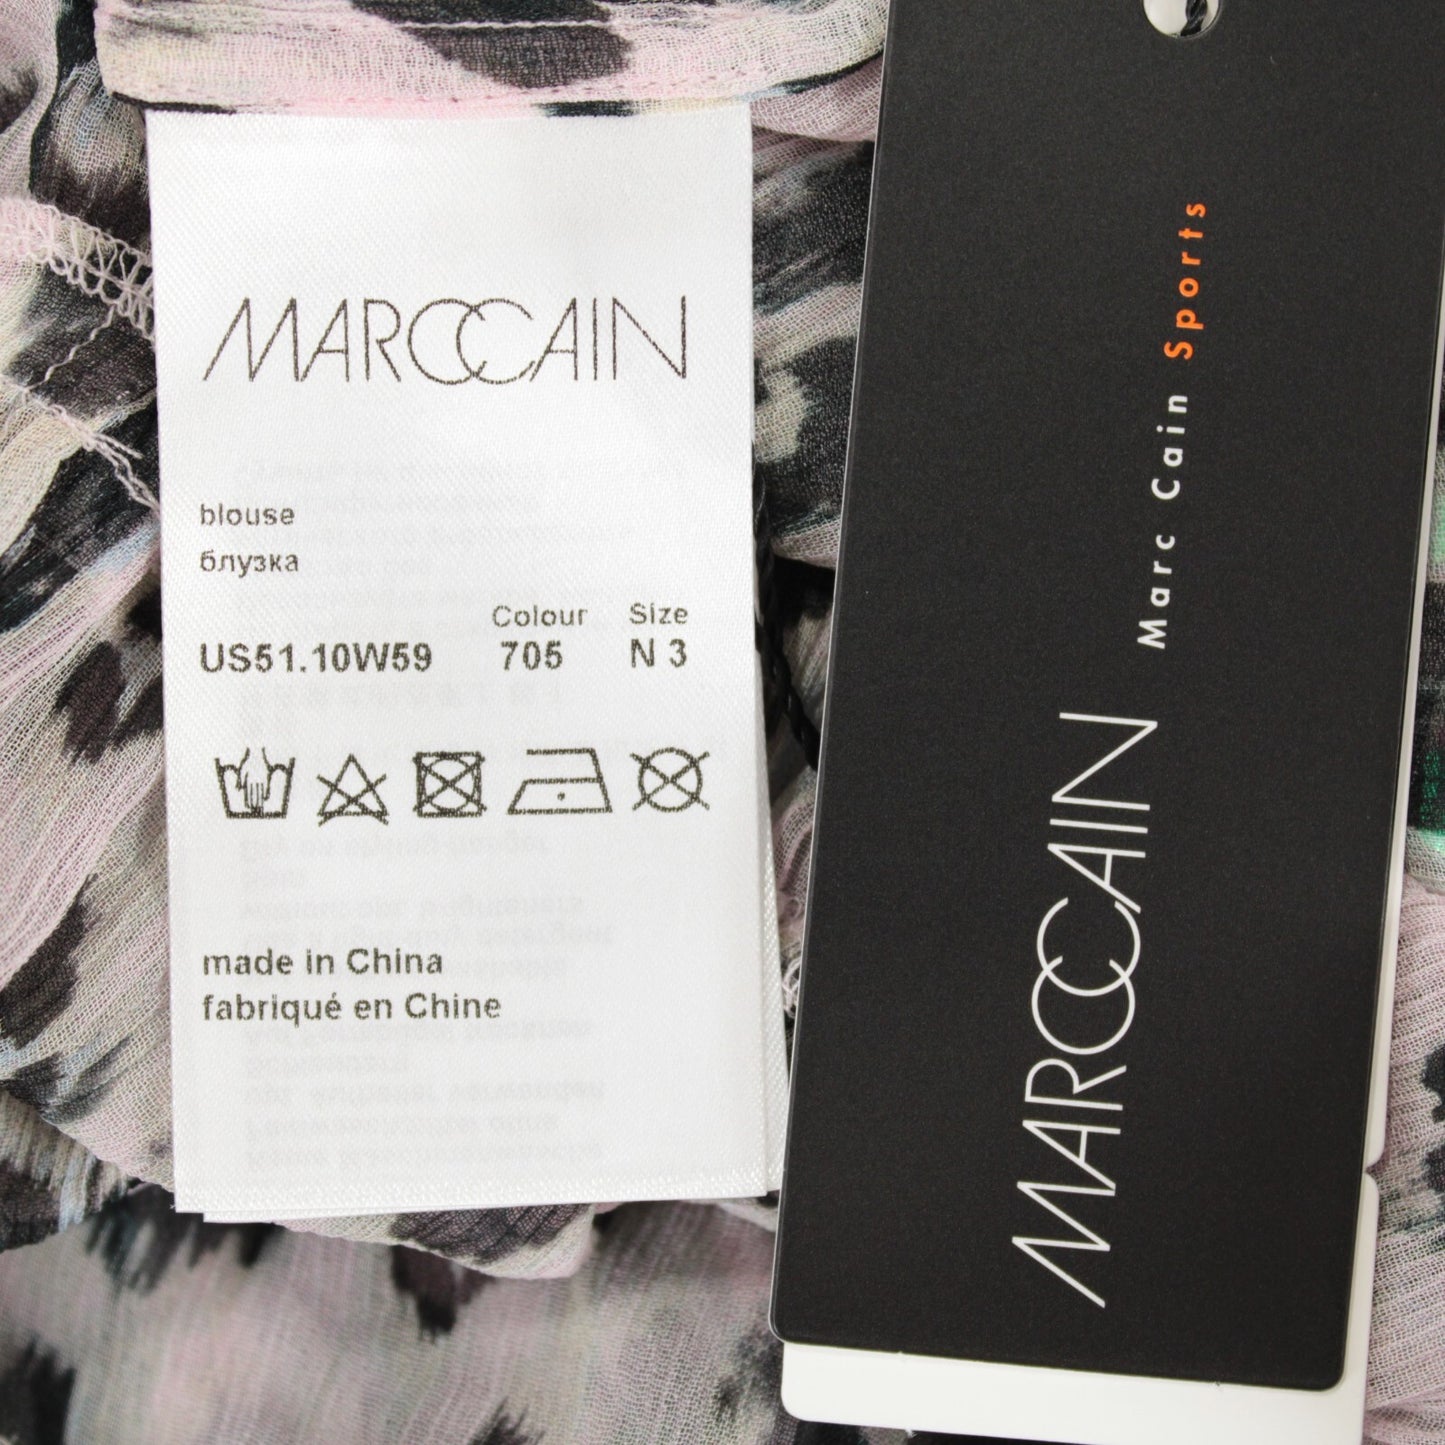 MARCCAIN
blouse
блузка
Colour Size
US51.10W59 705 N 3
made in China
fabriqué en Chine
Marc Cain Sports
MARCCAIN